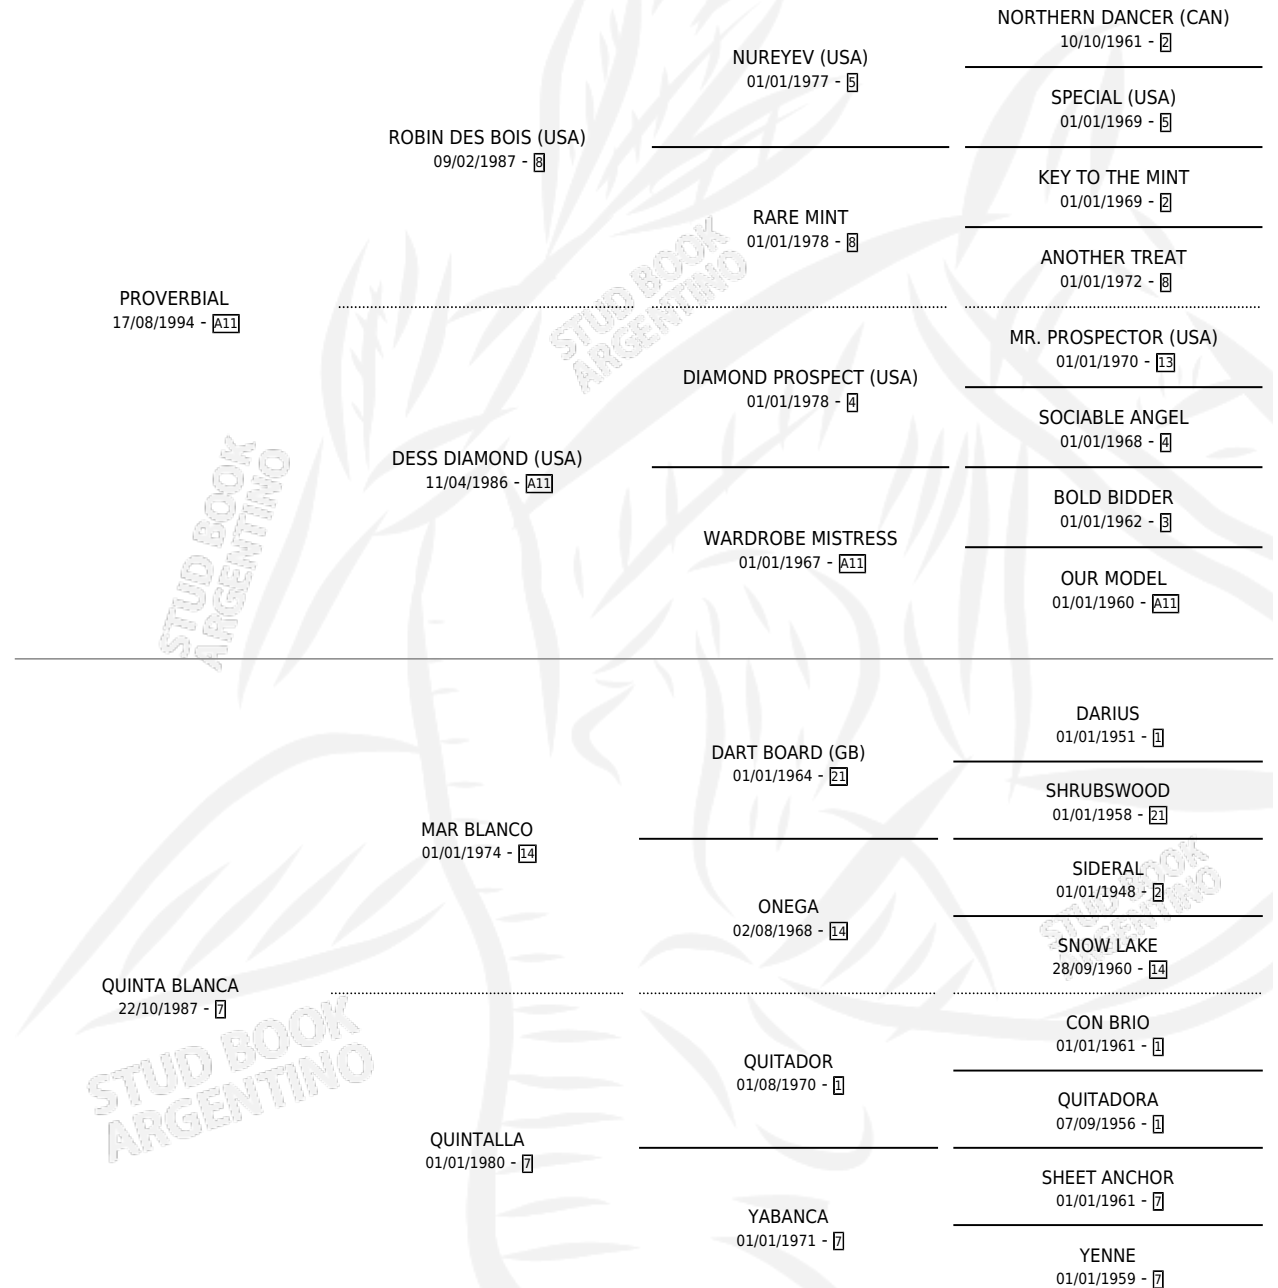 NORTHERN DANCER (CAN)
10/10/1961 - 2
NUREYEV (USA)
01/01/1977 - 5
SPECIAL (USA)
01/01/1969 - 5
ROBIN DES BOIS (USA)
09/02/1987 - 8
KEY TO THE MINT
01/01/1969 - 2
RARE MINT
01/01/1978 - 8
ANOTHER TREAT
01/01/1972 - 8
PROVERBIAL
17/08/1994 - A11
STUD BOOK
ARGENTINO
MR. PROSPECTOR (USA)
01/01/1970 - 13
DIAMOND PROSPECT (USA)
01/01/1978 - 4
SOCIABLE ANGEL
01/01/1968 - 4
DESS DIAMOND (USA)
11/04/1986 - A11
BOLD BIDDER
01/01/1962 - 3
WARDROBE MISTRESS
01/01/1967 - A11
OUR MODEL
01/01/1960 - A11
STUD BOOK
ARGENTINO
DARIUS
01/01/1951 - 1
DART BOARD (GB)
01/01/1964 - 21
SHRUBSWOOD
01/01/1958 - 21
MAR BLANCO
01/01/1974 - 14
SIDERAL
01/01/1948 - 2
ONEGA
02/08/1968 - 14
STUD BOOK
ARGENTINO
SNOW LAKE
28/09/1960 - 14
QUINTA BLANCA
22/10/1987 - 7
STUD BOOK
ARGENTINO
CON BRIO
01/01/1961 - 1
QUITADOR
01/08/1970 - 1
QUITADORA
07/09/1956 - 1
QUINTALLA
01/01/1980 - 7
SHEET ANCHOR
01/01/1961 - 7
YABANCA
01/01/1971 - 7
YENNE
01/01/1959 - 7